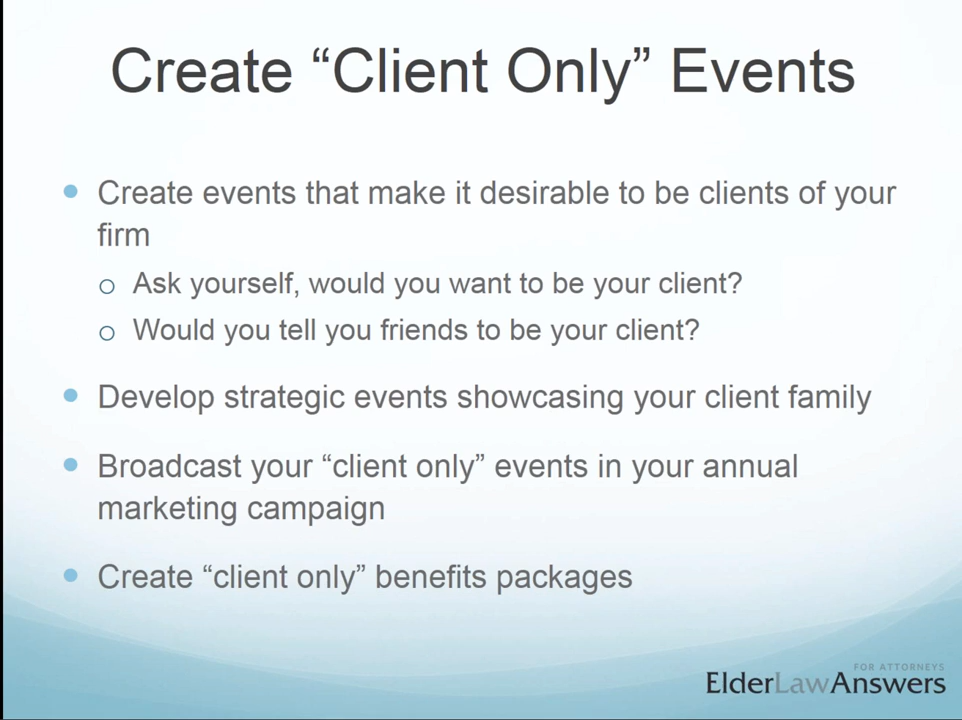 Create “Client Only” Events
Create events that make it desirable to be clients of your
firm
Ask yourself, would you want to be your client?
Would you tell you friends to be your client?
Develop strategic events showcasing your client family
Broadcast your “client only” events in your annual
marketing campaign
Create “client only” benefits packages
FOR ATTORNEYS
ElderLawAnswers